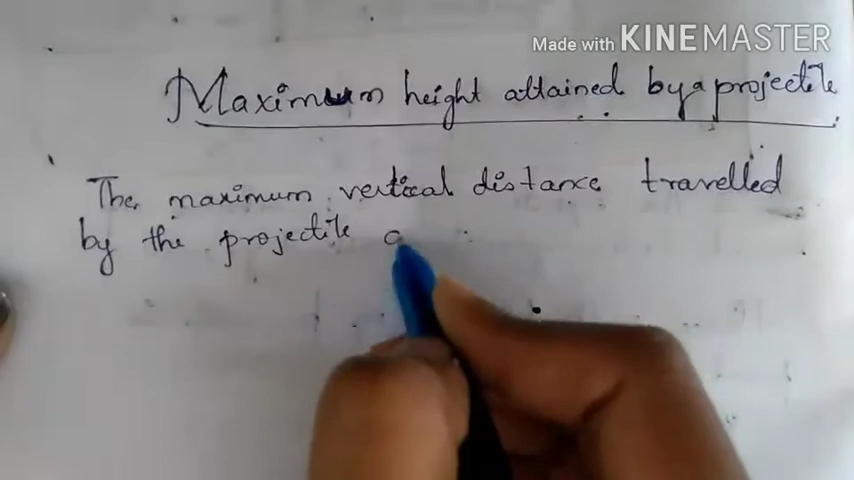 Made with KINEMASTER
Maximum height attained by a projectile
The maximum vertical distance travelled
by the projectile